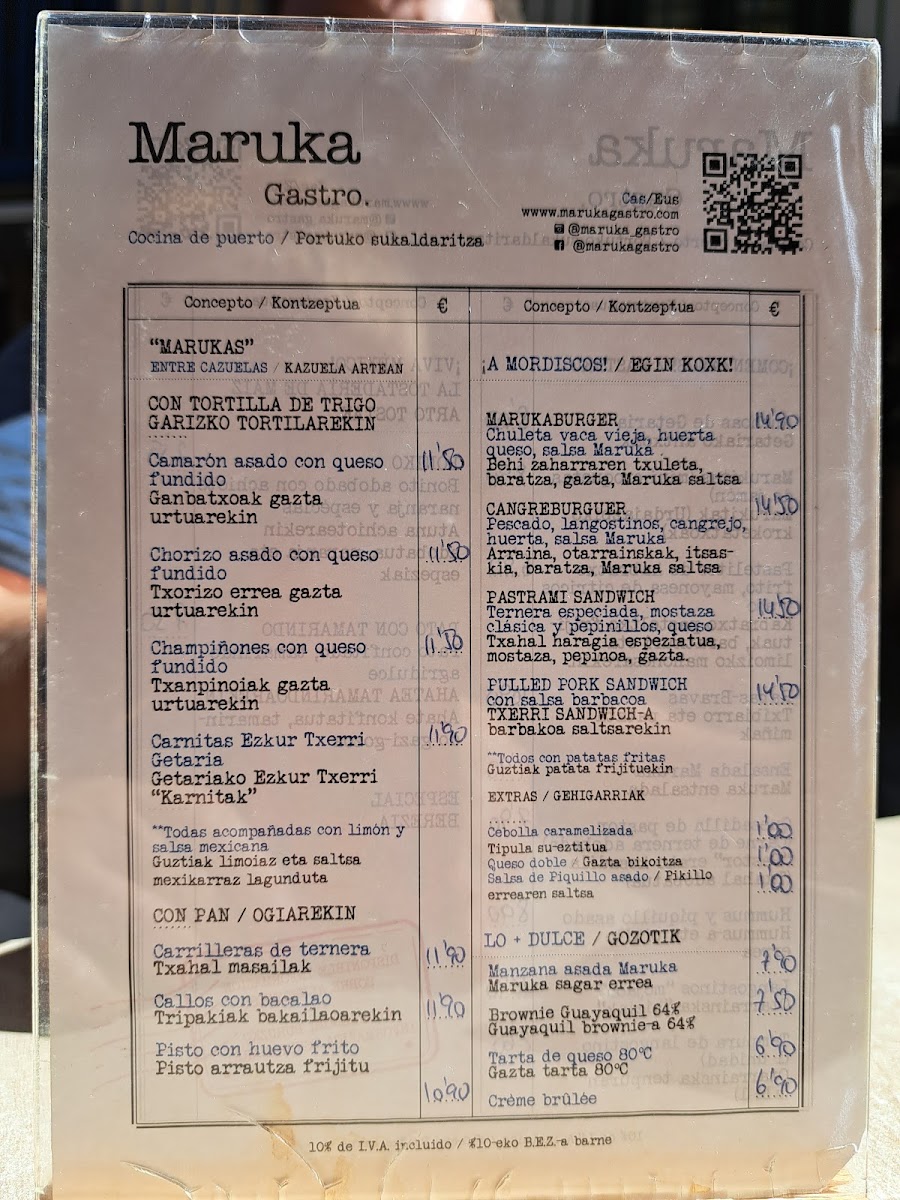 Maruka
Gastro.
Cocina de puerto / Portuko sukaldaritza
Cas/Eus
www.marukagastro.com
@maruka_gastro
@marukagastro
Concepto / Kontzeptua €
“MARUKAS”
ENTRE CAZUELAS / KAZUELA ARTEAN
CON TORTILLA DE TRIGO
GARIZKO TORTILAREKIN
Camarón asado con queso 11'50
fundido
Ganbatxoak gazta
urtuarekin
Chorizo asado con queso 11'50
fundido
Txorizo errea gazta
urtuarekin
Champiñones con queso 11'50
fundido
Txanpinoiak gazta
urtuarekin
Carnitas Ezkur Txerri 11'90
Getaria
Getariako Ezkur Txerri
“Karnitak”
**Todas acompañadas con limón y
salsa mexicana
Guztiak limoiaz eta saltsa
mexikarraz lagunduta
CON PAN / OGIAREKIN
Carrilleras de ternera 11'90
Txahal masailak
Callos con bacalao 11'90
Tripakiak bakailaoarekin
Pisto con huevo frito
Pisto arrautza frijitu
10'90
Concepto / Kontzeptua €
¡A MORDISCOS! / EGIN KOXK!
MARUKABURGER 14'90
Chuleta vaca vieja, huerta
queso, salsa Maruka
Behi zaharraren txuleta,
baratza, gazta, Maruka saltsa
CANGREBURGUER 14'50
Pescado, langostinos, cangrejo,
huerta, salsa Maruka
Arraina, otarrainskak, itsas-
kia, baratza, Maruka saltsa
PASTRAMI SANDWICH 14'50
Ternera especiada, mostaza
clásica y pepinillos, queso
Txahal haragia espeziatua,
mostaza, pepinoa, gazta.
PULLED PORK SANDWICH 14'50
con salsa barbacoa
TXERRI SANDWICH-A
barbakoa saltsarekin
**Todos con patatas fritas
Guztiak patata frijituekin
EXTRAS / GEHIGARRIAK
Cebolla caramelizada 1'00
Tipula su-eztitua
Queso doble / Gazta bikoitza 1'00
Salsa de Piquillo asado / Pikillo 1'00
errearen saltsa
LO + DULCE / GOZOTIK
Manzana asada Maruka 7'90
Maruka sagar errea
Brownie Guayaquil 64% 7'50
Guayaquil brownie-a 64%
Tarta de queso 80ºC 6'90
Gazta tarta 80ºC
Crème brûlée 6'90
10% de I.V.A. incluido / %10-eko B.E.Z.-a barne